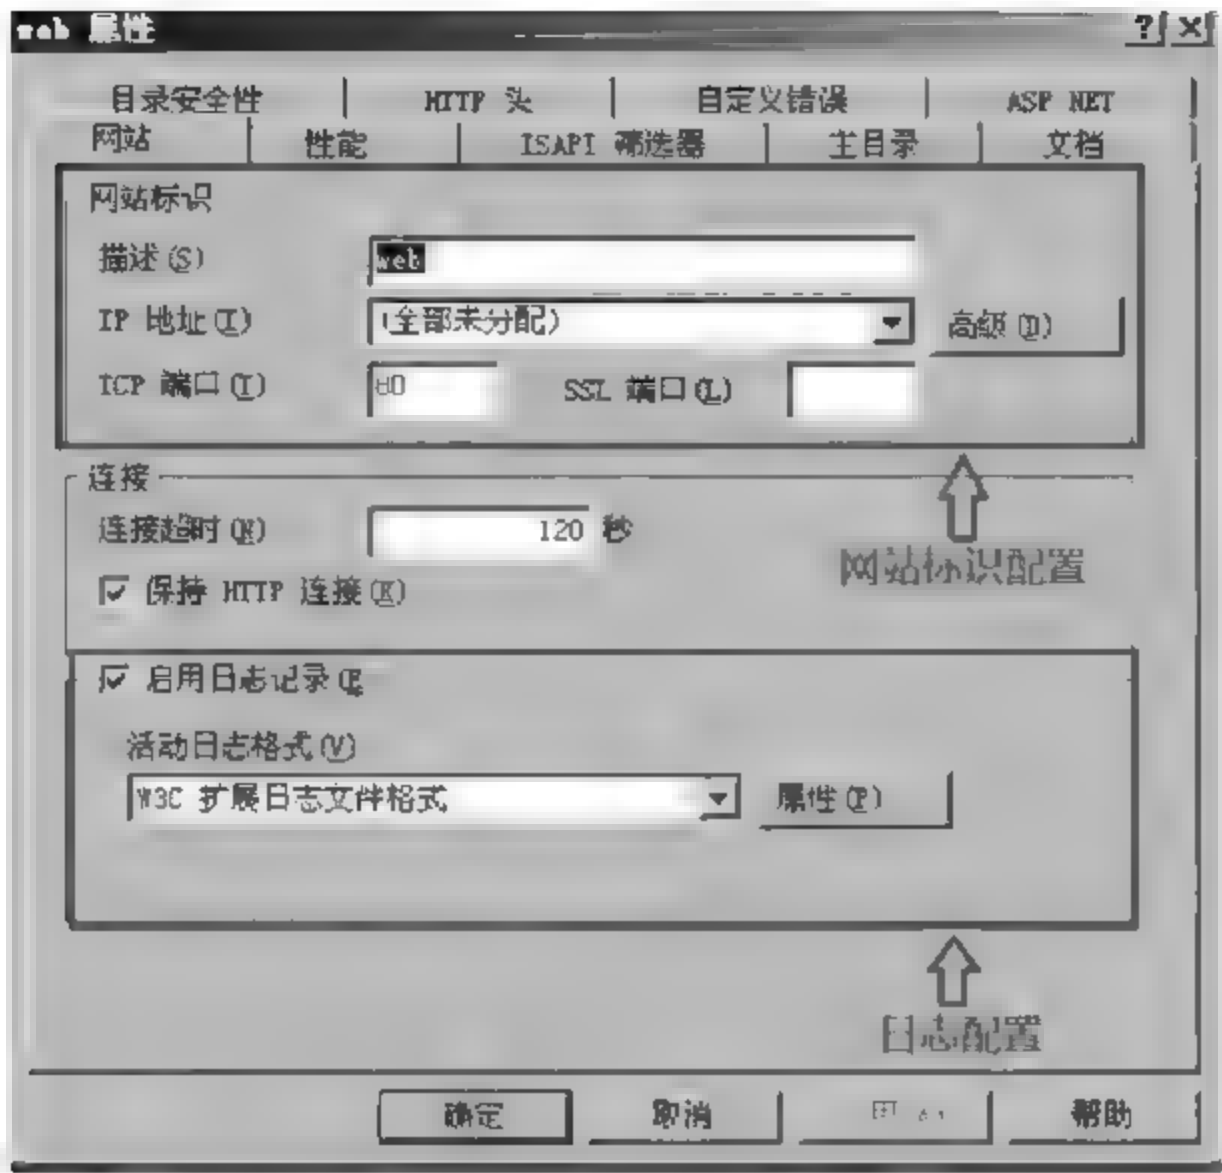 web 属性
目录安全性 HTTP 头 自定义错误 ASP NET
网站 性能 ISAPI 筛选器 主目录 文档
网站标识
描述(S) web
IP 地址(I) (全部未分配) 高级(D)
TCP 端口(T) 80 SSL 端口(L)
连接
连接超时(N) 120 秒
网站标识配置
保持 HTTP 连接(K)
启用日志记录(E
活动日志格式(V)
W3C 扩展日志文件格式 属性(P)
日志配置
确定 取消 帮助